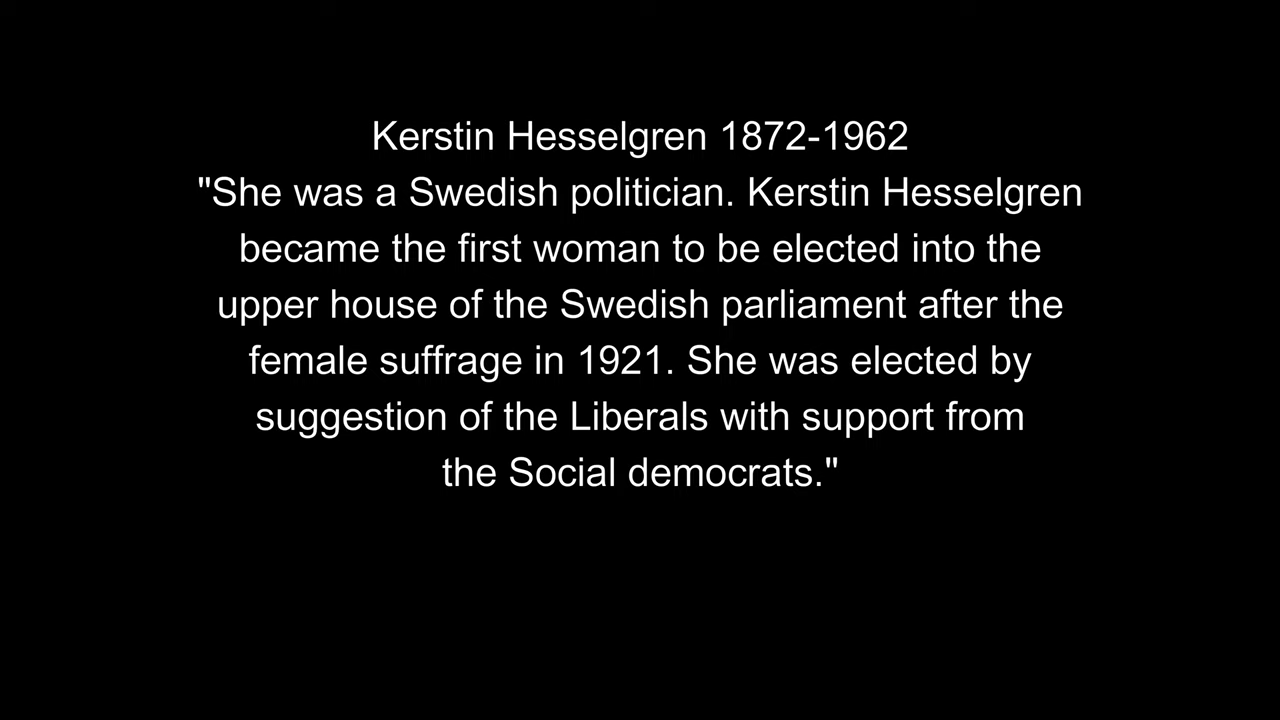 Kerstin Hesselgren 1872-1962
"She was a Swedish politician. Kerstin Hesselgren
became the first woman to be elected into the
upper house of the Swedish parliament after the
female suffrage in 1921. She was elected by
suggestion of the Liberals with support from
the Social democrats."